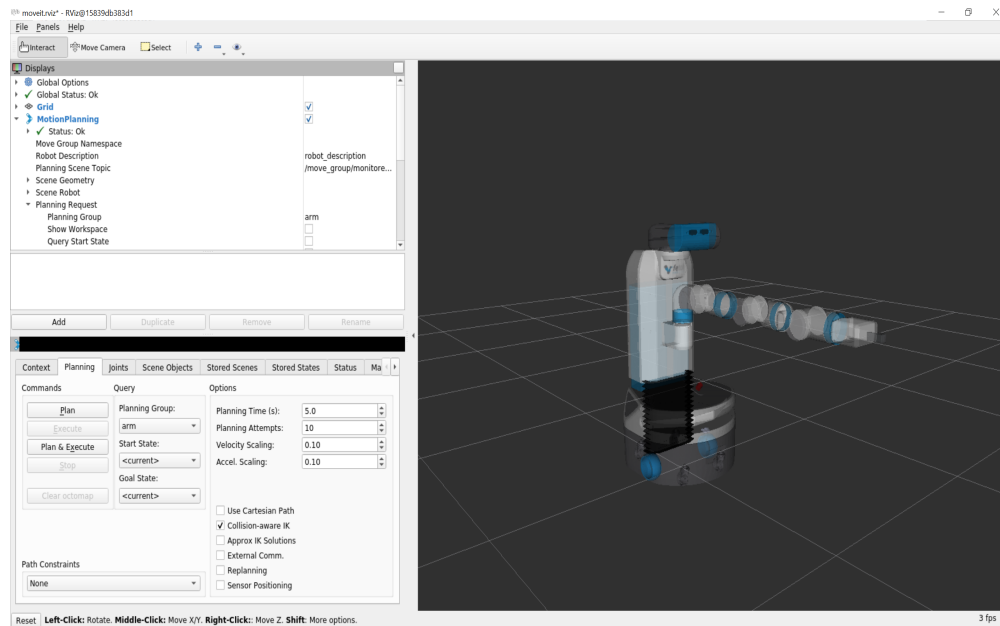 moveit.rviz* - RViz@15839db383d1
File Panels Help
Interact Move Camera Select
Displays
Global Options
Global Status: Ok
Grid
MotionPlanning
Status: Ok
Move Group Namespace
Robot Description robot_description
Planning Scene Topic /move_group/monitore...
Scene Geometry
Scene Robot
Planning Request
Planning Group arm
Show Workspace
Query Start State
Add Duplicate Remove Rename
Context Planning Joints Scene Objects Stored Scenes Stored States Status Ma
Commands Query Options
Plan Planning Group: Planning Time (s): 5.0
Execute arm Planning Attempts: 10
Plan & Execute Start State: Velocity Scaling: 0.10
Stop <current> Accel. Scaling: 0.10
Goal State:
Clear octomap <current>
Use Cartesian Path
Collision-aware IK
Approx IK Solutions
External Comm.
Path Constraints Replanning
None Sensor Positioning
Reset Left-Click: Rotate. Middle-Click: Move X/Y. Right-Click:: Move Z. Shift: More options. 3 fps